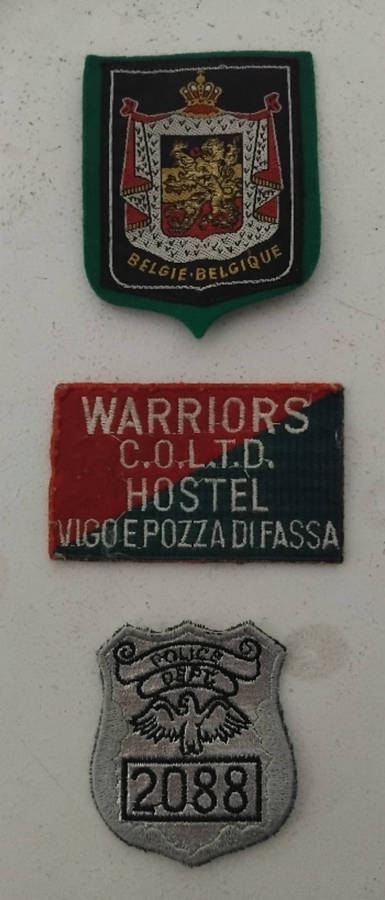 BELGIE·BELGIQUE
WARRIORS
C.O.L.T.D.
HOSTEL
VIGO E POZZA DI FASSA
POLICE
DEPT.
2088